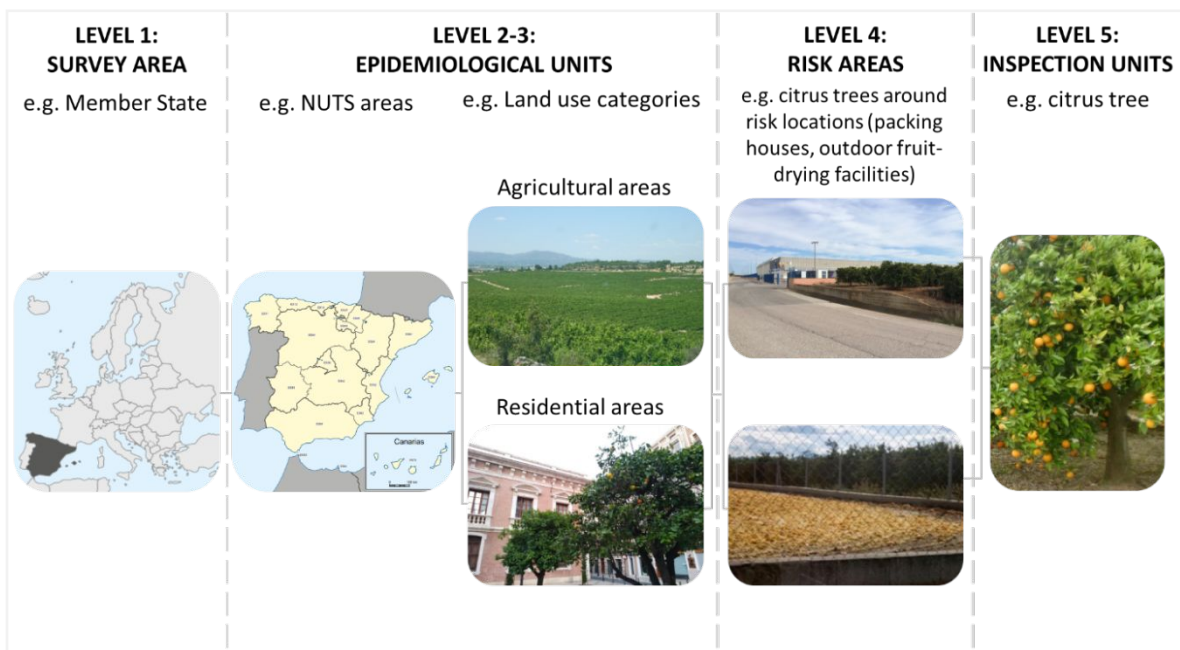 LEVEL 1:
SURVEY AREA
e.g. Member State
LEVEL 2-3:
EPIDEMIOLOGICAL UNITS
e.g. NUTS areas
e.g. Land use categories
Agricultural areas
Residential areas
Canarias
LEVEL 4:
RISK AREAS
e.g. citrus trees around
risk locations (packing
houses, outdoor fruit-
drying facilities)
LEVEL 5:
INSPECTION UNITS
e.g. citrus tree